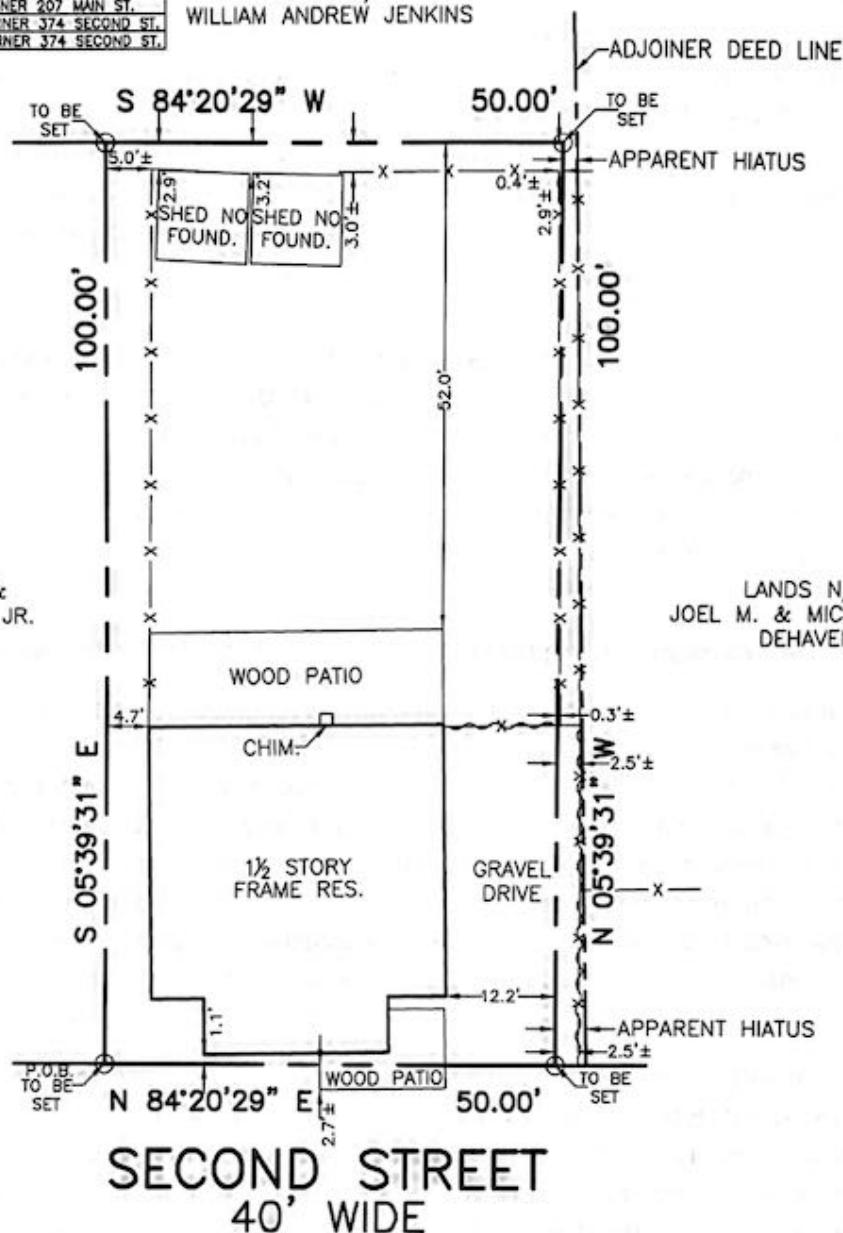 NER 207 MAIN ST.
NER 374 SECOND ST.
NER 374 SECOND ST.
WILLIAM ANDREW JENKINS
ADJOINER DEED LINE
TO BE
SET
S 84°20'29" W
50.00'
TO BE
SET
APPARENT HIATUS
5.0'±
2.9'
SHED NO
FOUND.
3.2'
SHED NO
FOUND.
3.0'±
X
X
X
0.4'±
2.9'±
100.00'
100.00'
52.0'
JR.
LANDS N
JOEL M. & MIC
DEHAVE
WOOD PATIO
4.7'
CHIM.
X
0.3'±
2.5'±
S 05°39'31" E
N 05°39'31" W
1½ STORY
FRAME RES.
GRAVEL
DRIVE
X
1.1'
12.2'
APPARENT HIATUS
2.5'±
P.O.B.
TO BE
SET
WOOD PATIO
TO BE
SET
N 84°20'29" E
2.7'±
50.00'
SECOND STREET
40' WIDE